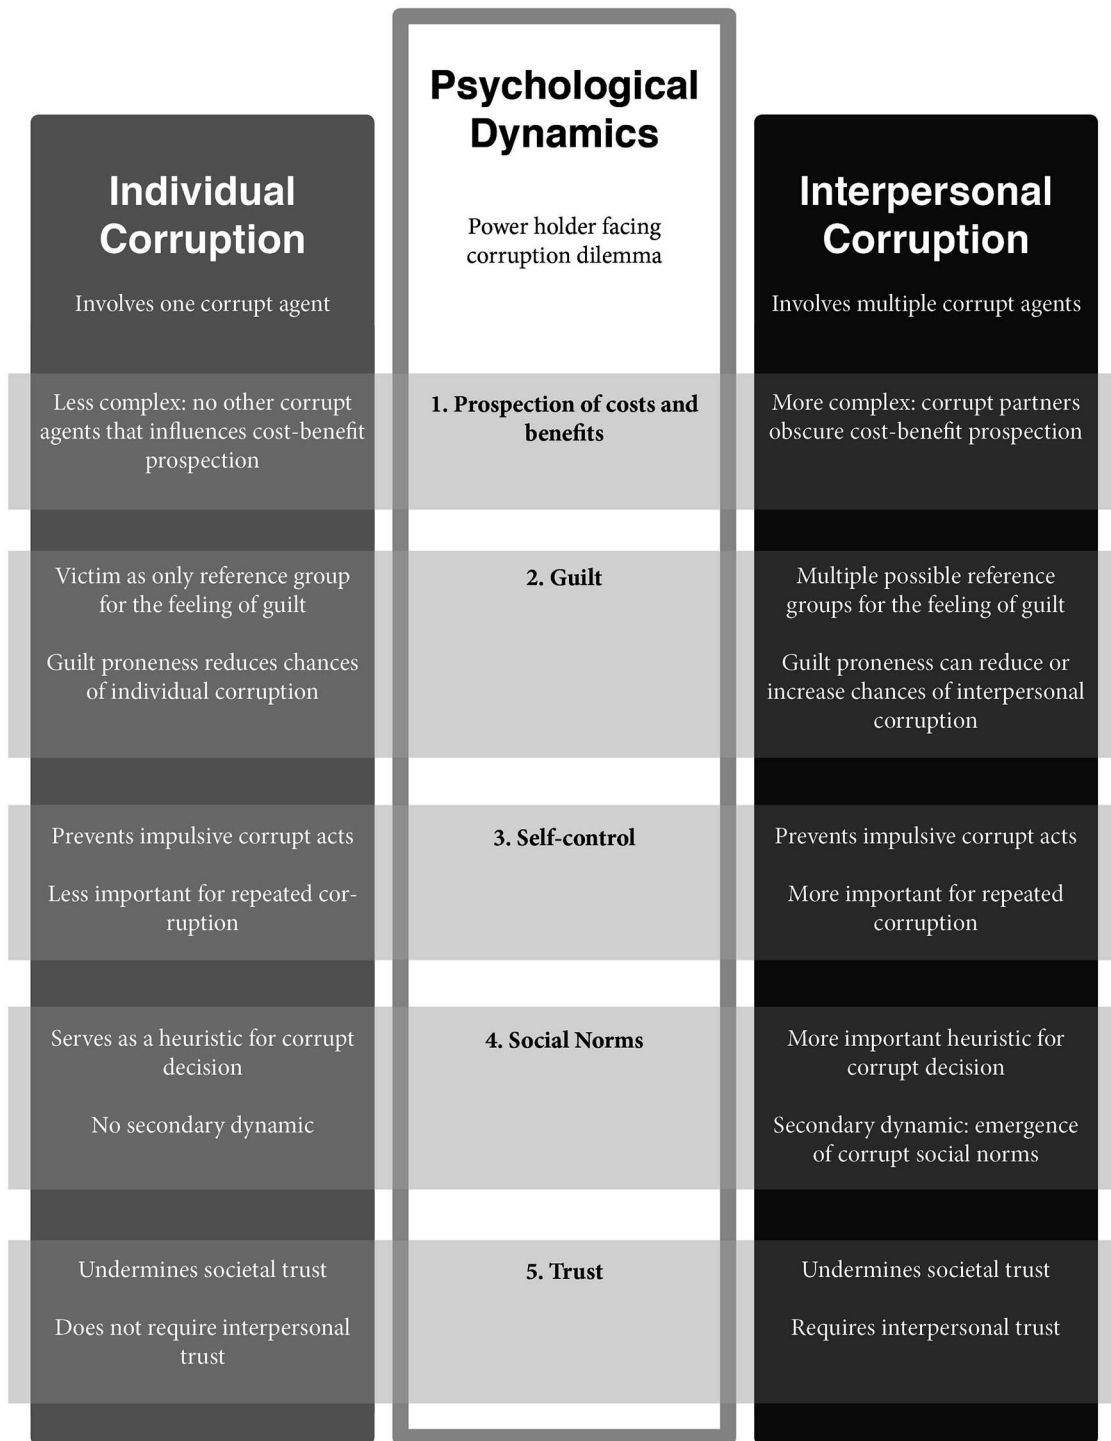 Psychological
Dynamics
Power holder facing
corruption dilemma
Individual
Corruption
Involves one corrupt agent
Interpersonal
Corruption
Involves multiple corrupt agents
Less complex: no other corrupt
agents that influences cost-benefit
prospection
1. Prospection of costs and
benefits
More complex: corrupt partners
obscure cost-benefit prospection
Victim as only reference group
for the feeling of guilt
Guilt proneness reduces chances
of individual corruption
2. Guilt
Multiple possible reference
groups for the feeling of guilt
Guilt proneness can reduce or
increase chances of interpersonal
corruption
Prevents impulsive corrupt acts
Less important for repeated cor-
ruption
3. Self-control
Prevents impulsive corrupt acts
More important for repeated
corruption
Serves as a heuristic for corrupt
decision
No secondary dynamic
4. Social Norms
More important heuristic for
corrupt decision
Secondary dynamic: emergence
of corrupt social norms
Undermines societal trust
Does not require interpersonal
trust
5. Trust
Undermines societal trust
Requires interpersonal trust